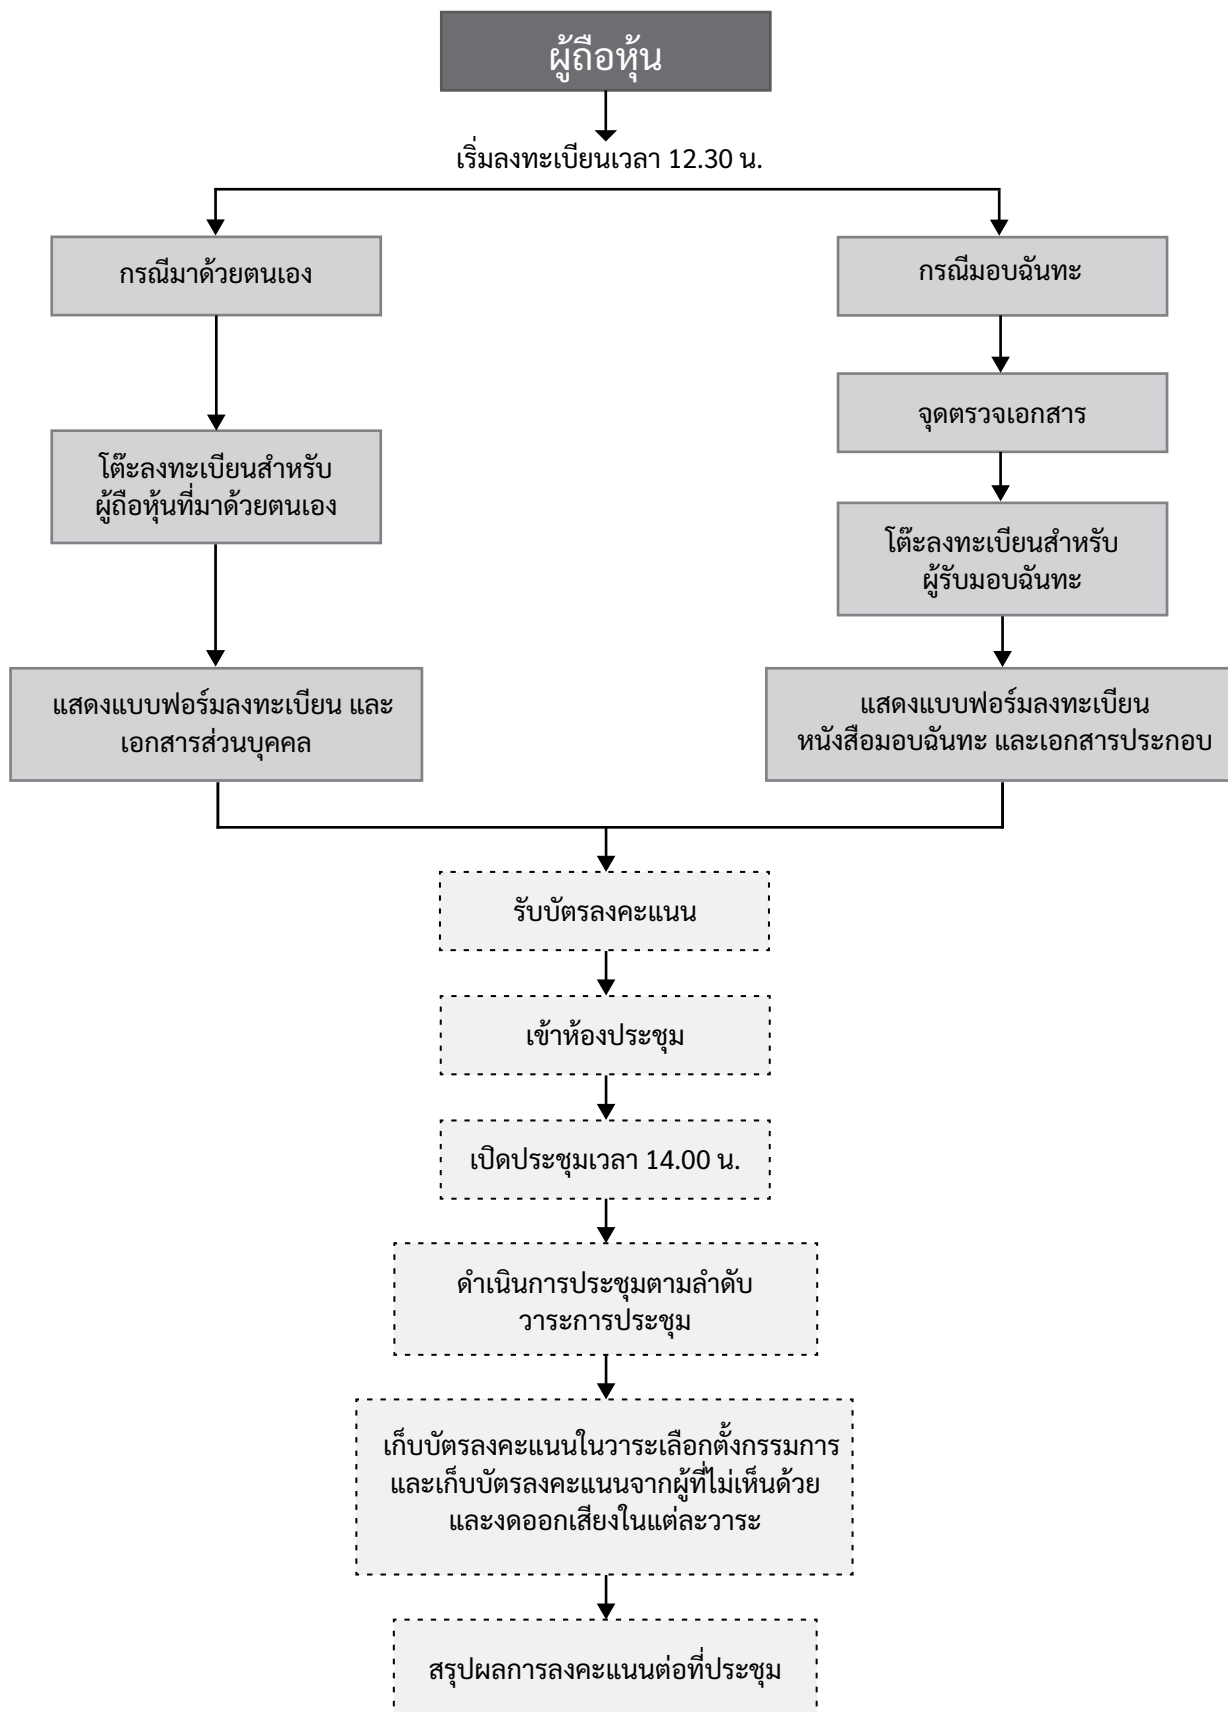 ผู้ถือหุ้น
เริ่มลงทะเบียนเวลา 12.30 น.
กรณีมาด้วยตนเอง
โต๊ะลงทะเบียนสำหรับ
ผู้ถือหุ้นที่มาด้วยตนเอง
แสดงแบบฟอร์มลงทะเบียน และ
เอกสารส่วนบุคคล
กรณีมอบฉันทะ
จุดตรวจเอกสาร
โต๊ะลงทะเบียนสำหรับ
ผู้รับมอบฉันทะ
แสดงแบบฟอร์มลงทะเบียน
หนังสือมอบฉันทะ และเอกสารประกอบ
รับบัตรลงคะแนน
เข้าห้องประชุม
เปิดประชุมเวลา 14.00 น.
ดำเนินการประชุมตามลำดับ
วาระการประชุม
เก็บบัตรลงคะแนนในวาระเลือกตั้งกรรมการ
และเก็บบัตรลงคะแนนจากผู้ที่ไม่เห็นด้วย
และงดออกเสียงในแต่ละวาระ
สรุปผลการลงคะแนนต่อที่ประชุม